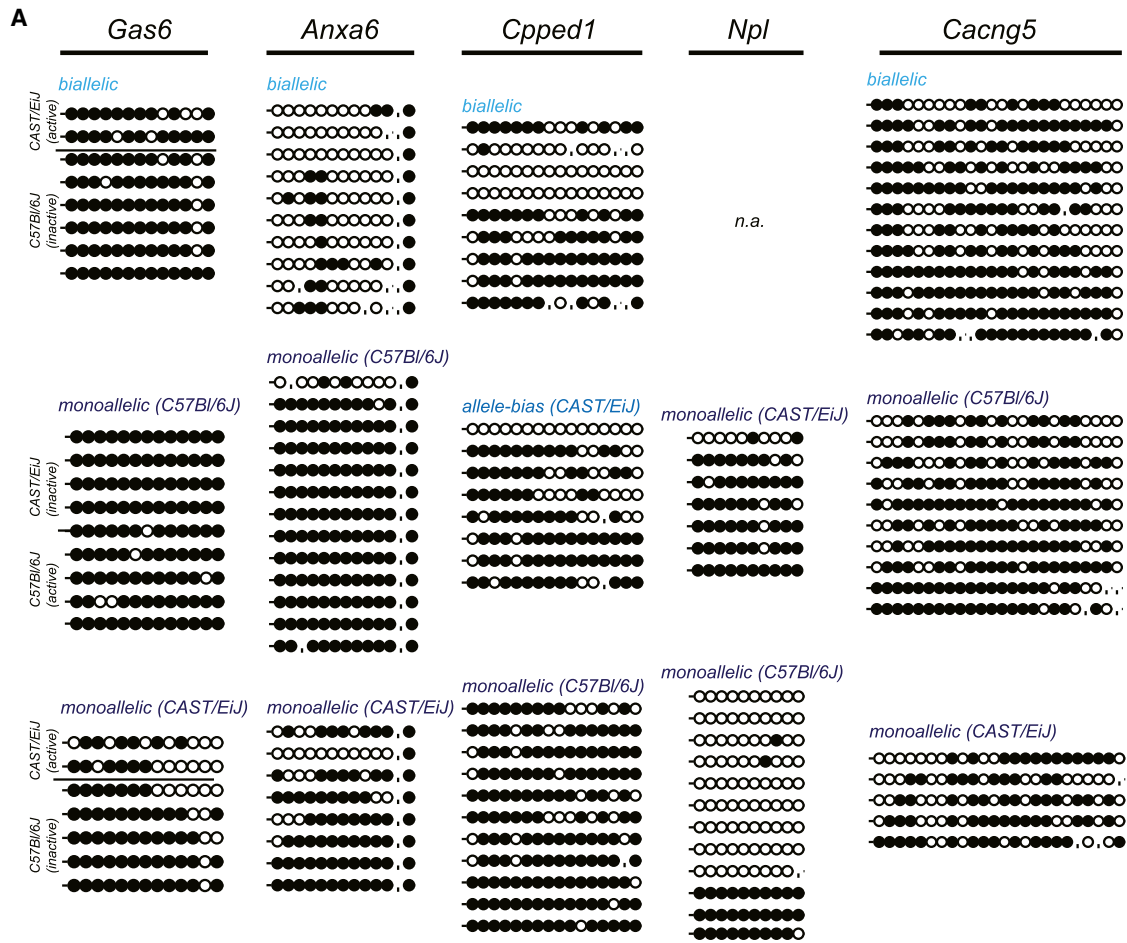 A
Gas6
Anxa6
Cpped1
Npl
Cacng5
biallelic
biallelic
biallelic
biallelic
CAST/EiJ
(active)
C57Bl/6J
(inactive)
n.a.
monoallelic (C57Bl/6J)
monoallelic (C57Bl/6J)
allele-bias (CAST/EiJ)
monoallelic (CAST/EiJ)
monoallelic (C57Bl/6J)
CAST/EiJ
(inactive)
C57Bl/6J
(active)
monoallelic (CAST/EiJ)
monoallelic (CAST/EiJ)
monoallelic (C57Bl/6J)
monoallelic (C57Bl/6J)
monoallelic (CAST/EiJ)
CAST/EiJ
(active)
C57Bl/6J
(inactive)